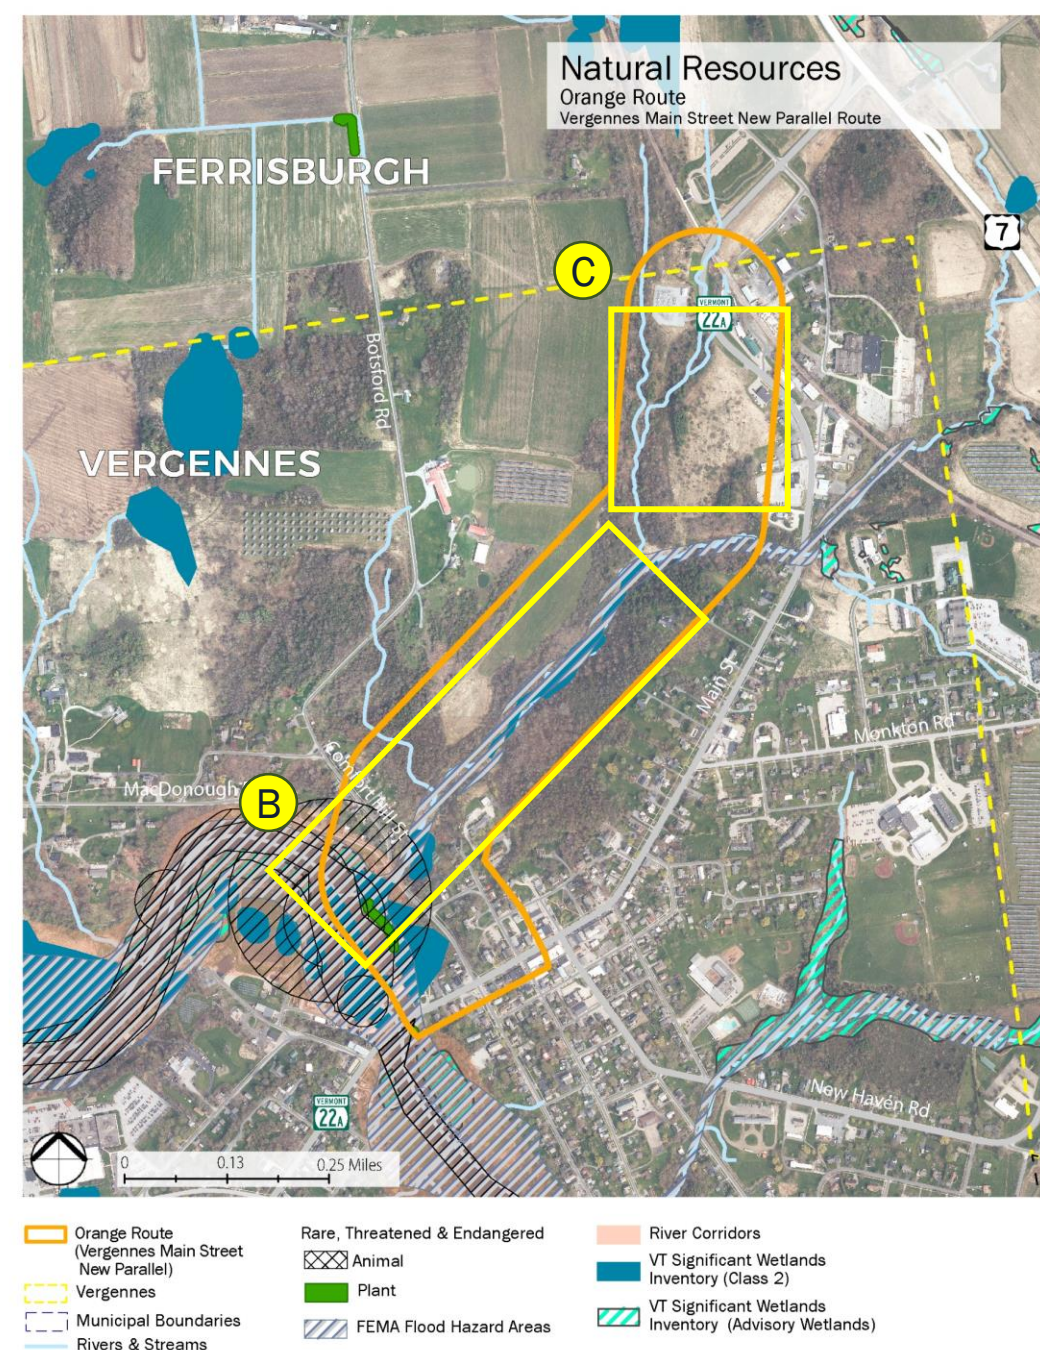 Natural Resources
Orange Route
Vergennes Main Street New Parallel Route
FERRISBURGH
7
C
VERMONT
22A
Botsford Rd
VERGENNES
Main St
Monkton Rd
Comfort Hill St
MacDonough
B
New Haven Rd
VERMONT
22A
0 0.13 0.25 Miles
Orange Route
(Vergennes Main Street
New Parallel)
Vergennes
Municipal Boundaries
Rivers & Streams
Rare, Threatened & Endangered
Animal
Plant
FEMA Flood Hazard Areas
River Corridors
VT Significant Wetlands
Inventory (Class 2)
VT Significant Wetlands
Inventory (Advisory Wetlands)